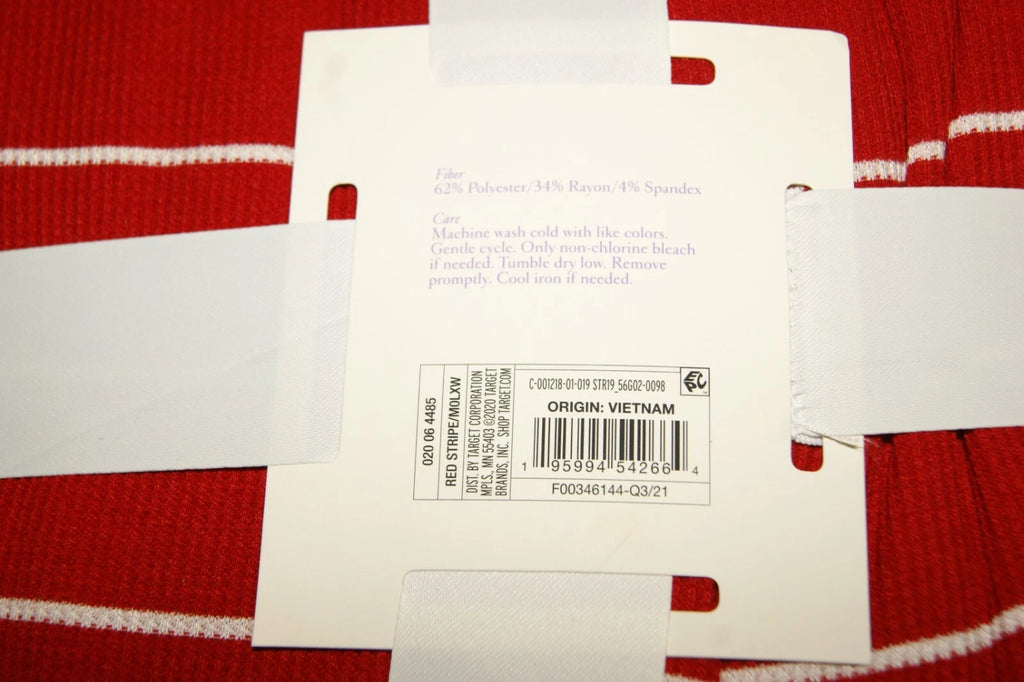 Fiber
62% Polyester/34% Rayon/4% Spandex
Care
Machine wash cold with like colors.
Gentle cycle. Only non-chlorine bleach
if needed. Tumble dry low. Remove
promptly. Cool iron if needed.
020 06 4485
RED STRIPE/M0LXW
DIST. BY TARGET CORPORATION
MPLS., MN 55403 ©2020 TARGET
BRANDS, INC. SHOP TARGET.COM
C-001218-01-019 STR19_56G02-0098
EPC
ORIGIN: VIETNAM
1 95994 54266 4
F00346144-Q3/21